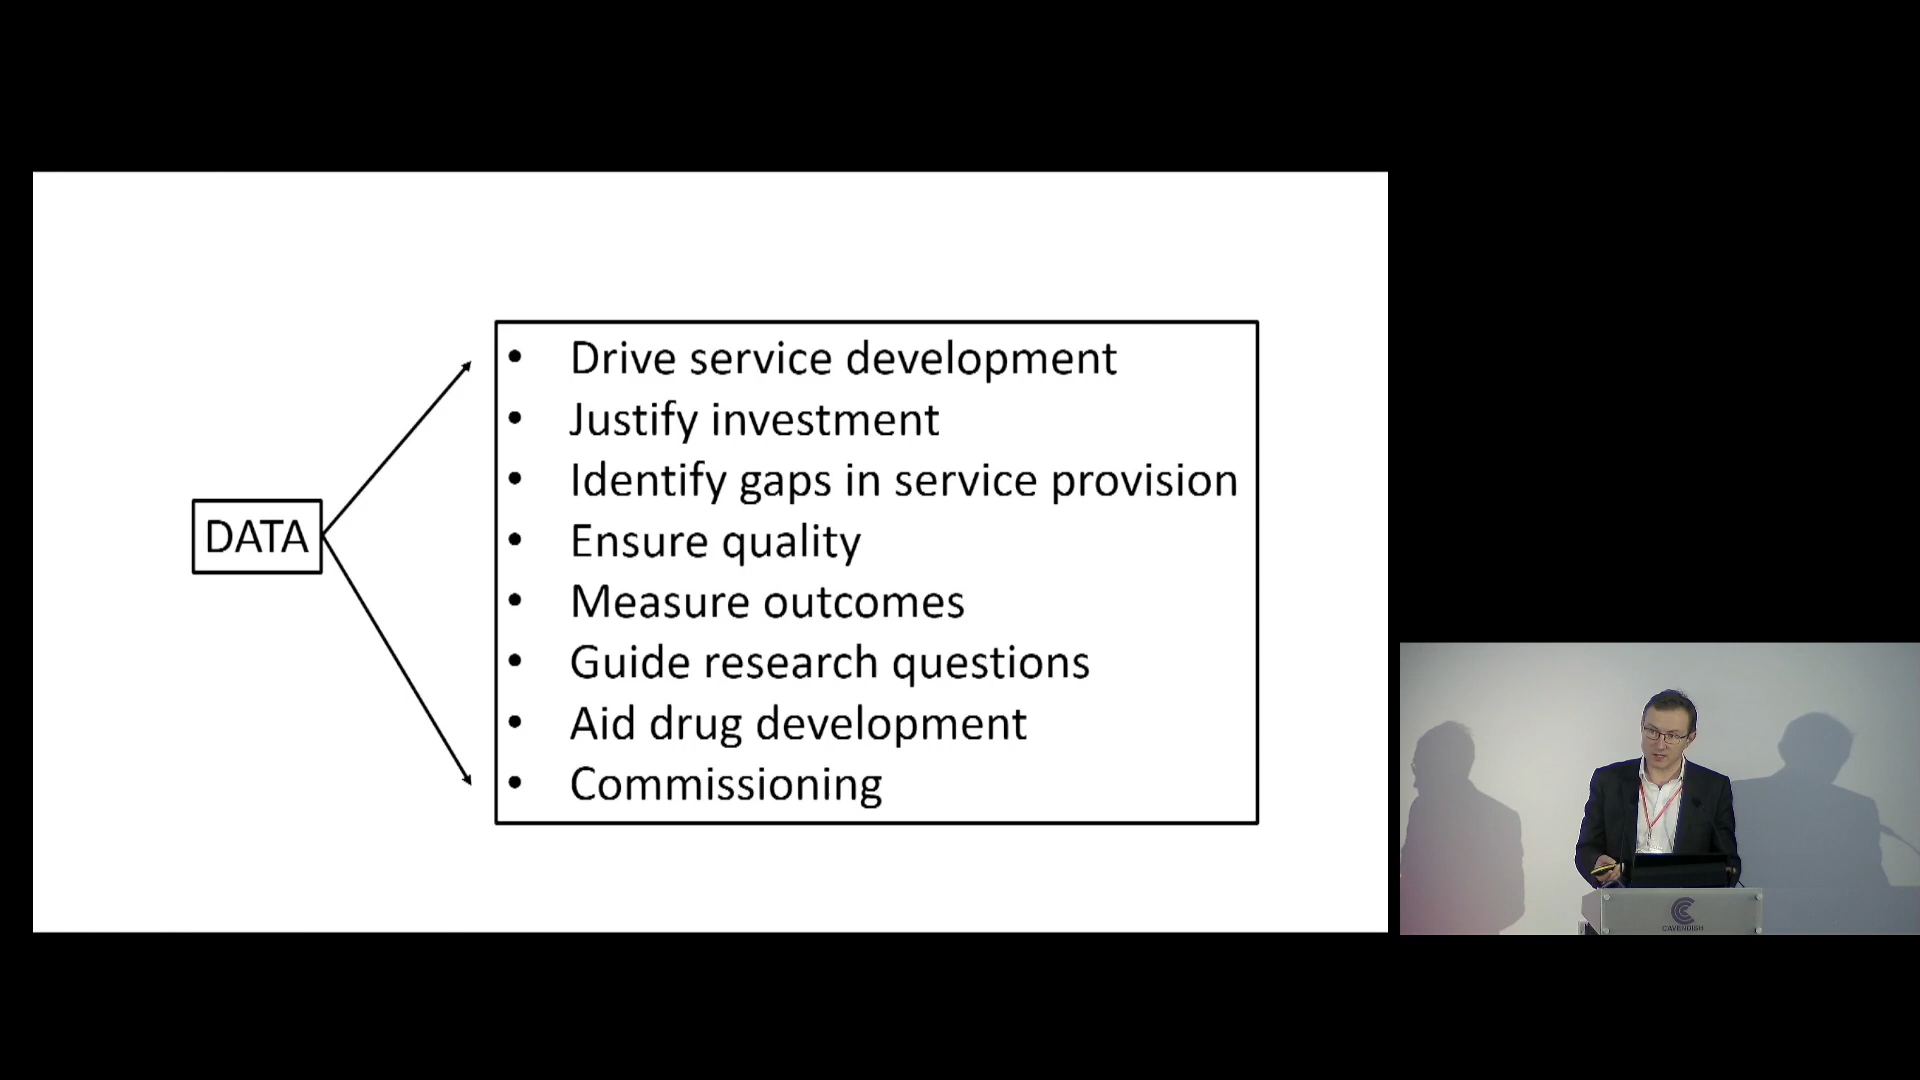 DATA
• Drive service development
• Justify investment
• Identify gaps in service provision
• Ensure quality
• Measure outcomes
• Guide research questions
• Aid drug development
• Commissioning
CAVENDISH